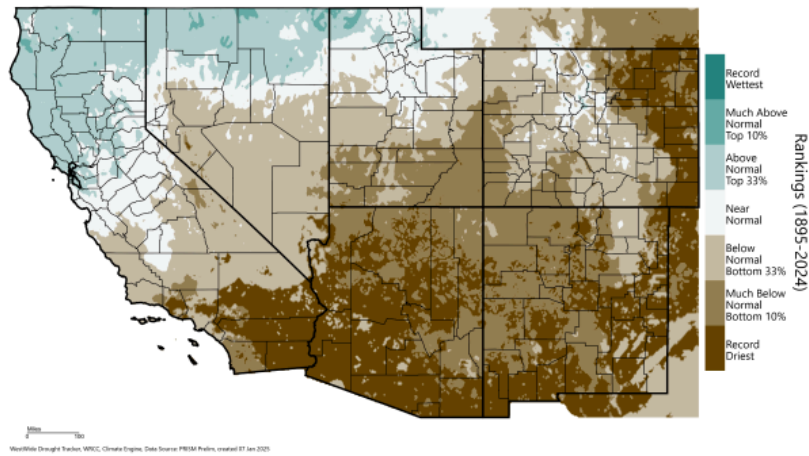 Record
Wettest
Much Above
Normal
Top 10%
Above
Normal
Top 33%
Near
Normal
Below
Normal
Bottom 33%
Much Below
Normal
Bottom 10%
Record
Driest
Rankings (1895-2024)
Miles
0 100
WestWide Drought Tracker, WRCC, Climate Engine, Data Source: PRISM Prelim, created 07 Jan 2025